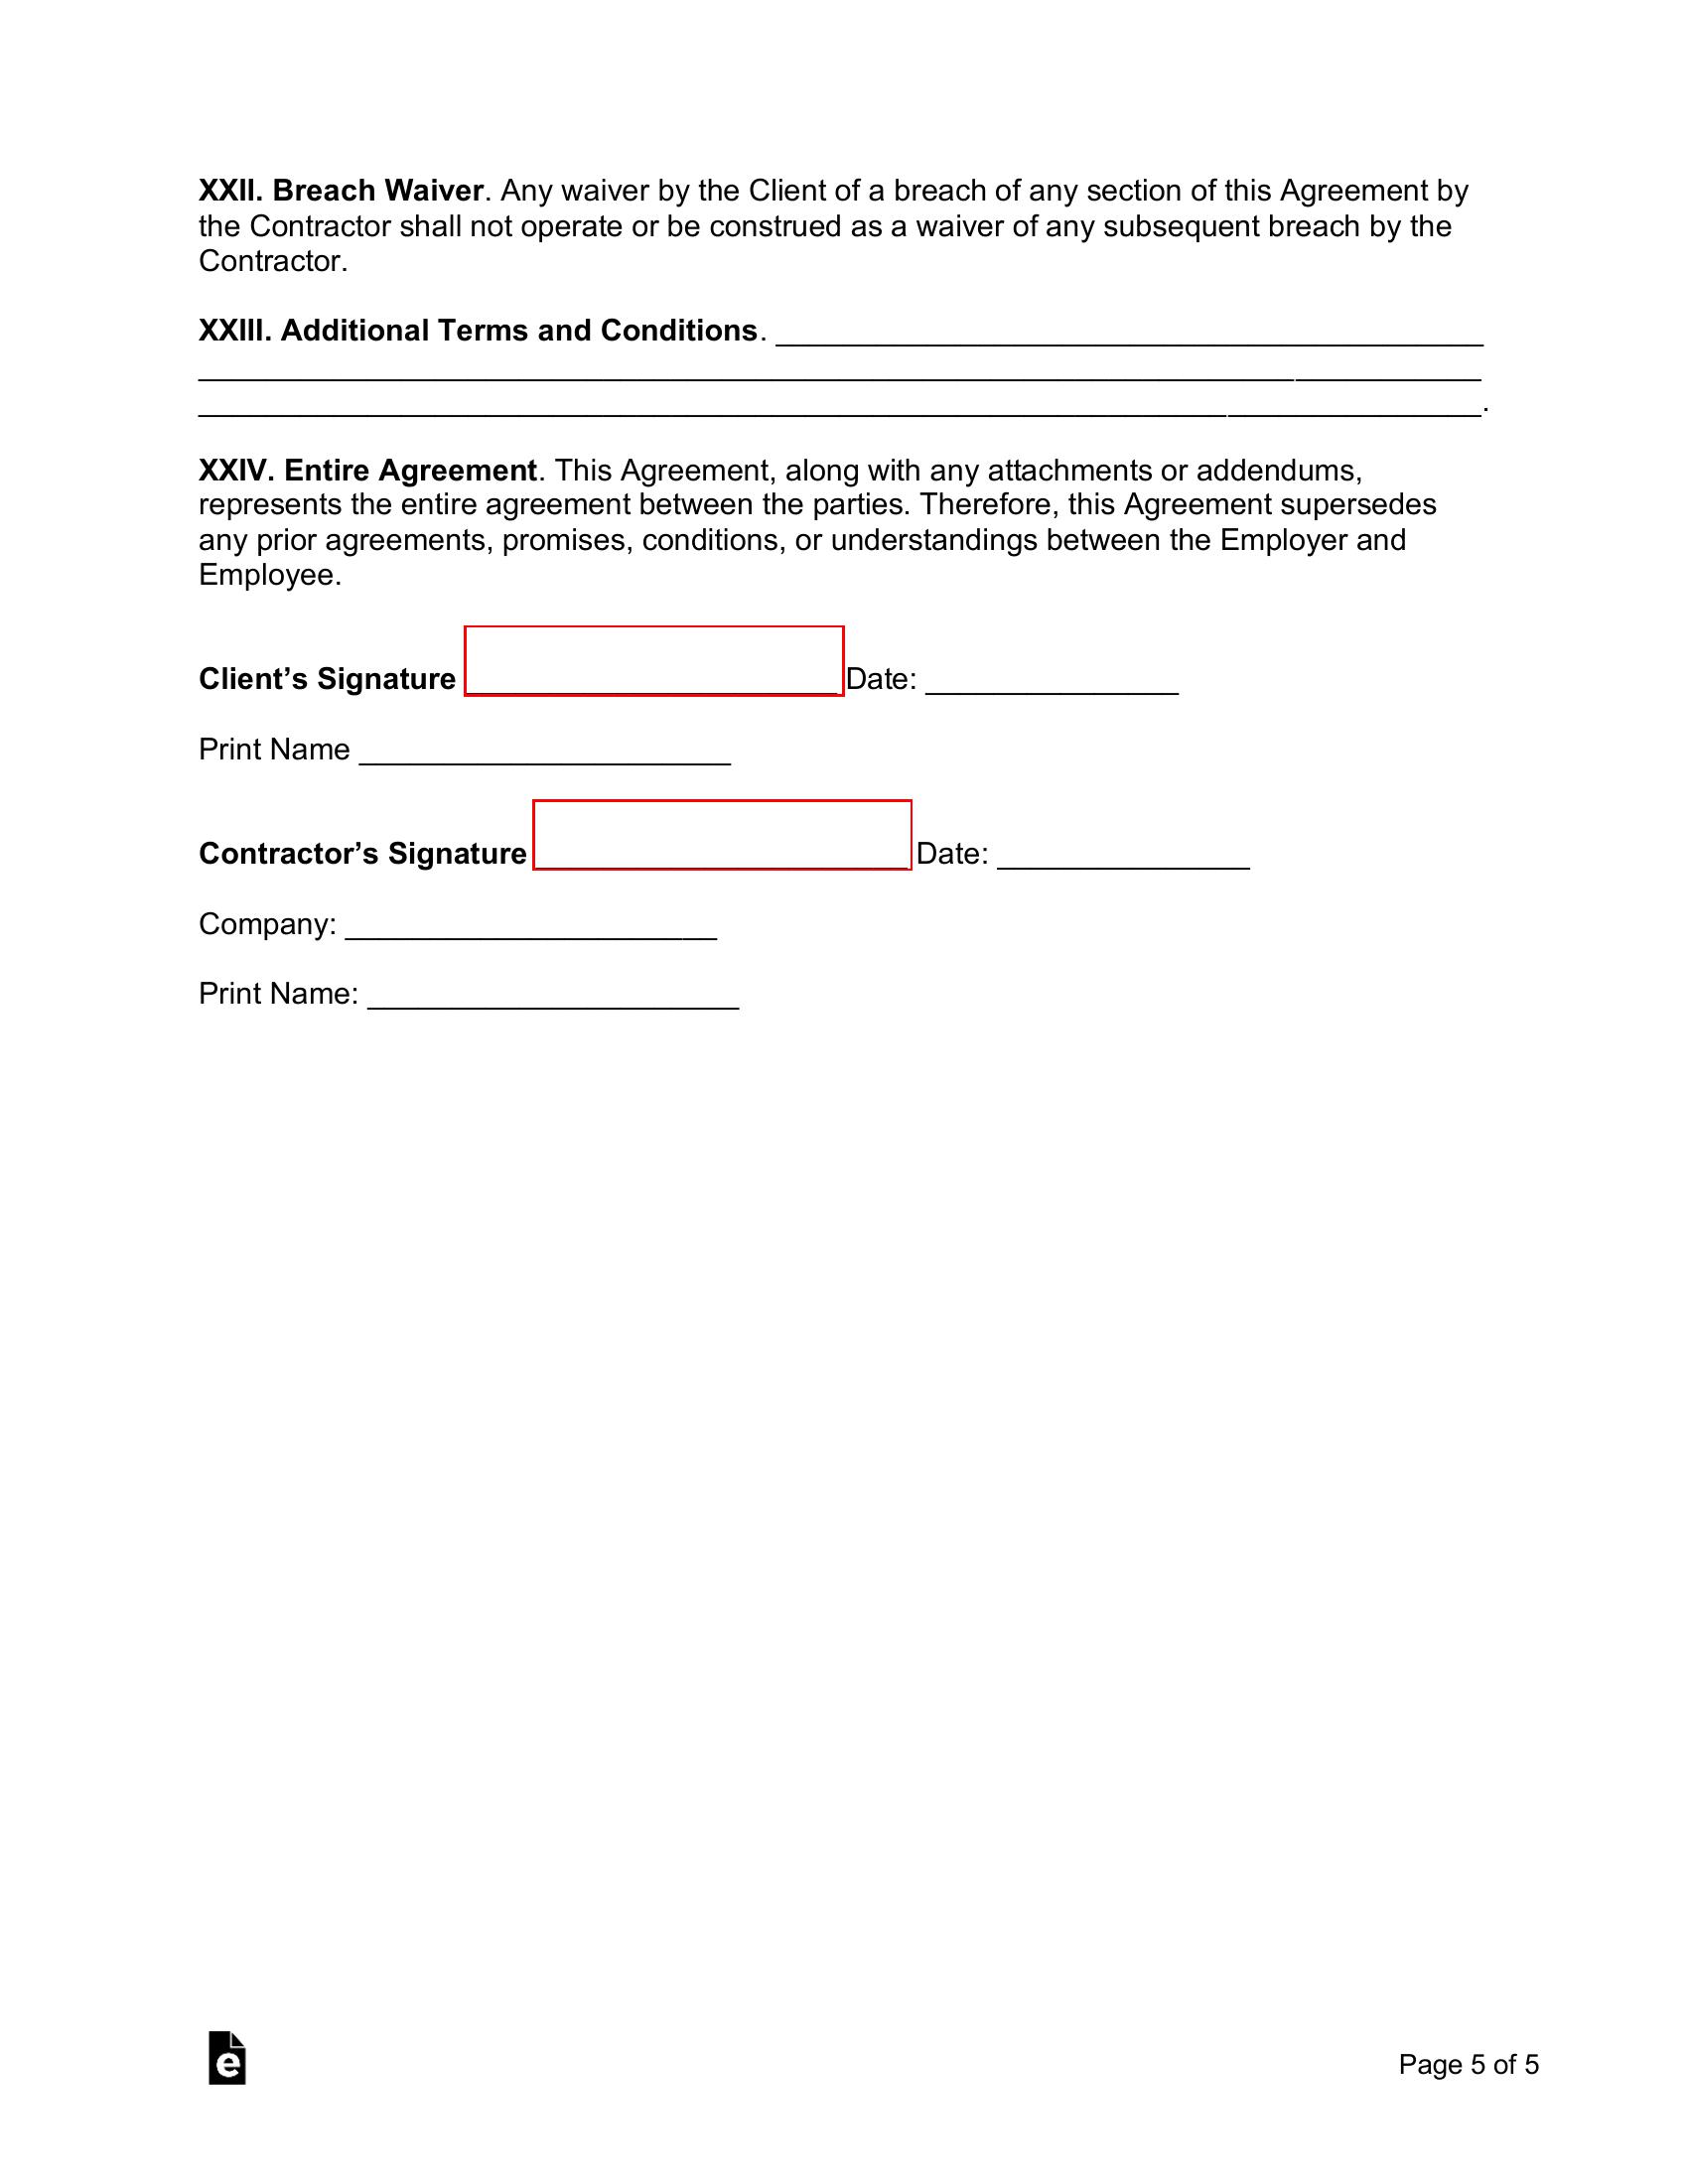 XXII. Breach Waiver. Any waiver by the Client of a breach of any section of this Agreement by
the Contractor shall not operate or be construed as a waiver of any subsequent breach by the
Contractor.
XXIII. Additional Terms and Conditions. __________________________________________
____________________________________________________________________________
____________________________________________________________________________.
XXIV. Entire Agreement. This Agreement, along with any attachments or addendums,
represents the entire agreement between the parties. Therefore, this Agreement supersedes
any prior agreements, promises, conditions, or understandings between the Employer and
Employee.
Client’s Signature ______________________ Date: _______________
Print Name ______________________
Contractor’s Signature ______________________ Date: _______________
Company: ______________________
Print Name: ______________________
e
Page 5 of 5